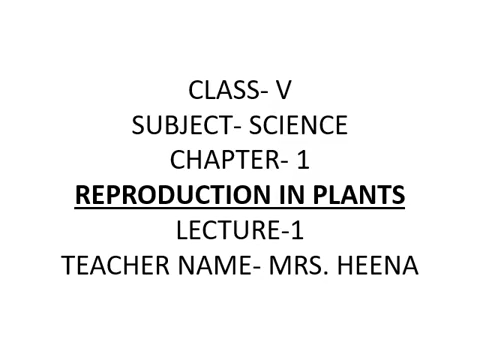 CLASS- V
SUBJECT- SCIENCE
CHAPTER- 1
REPRODUCTION IN PLANTS
LECTURE-1
TEACHER NAME- MRS. HEENA